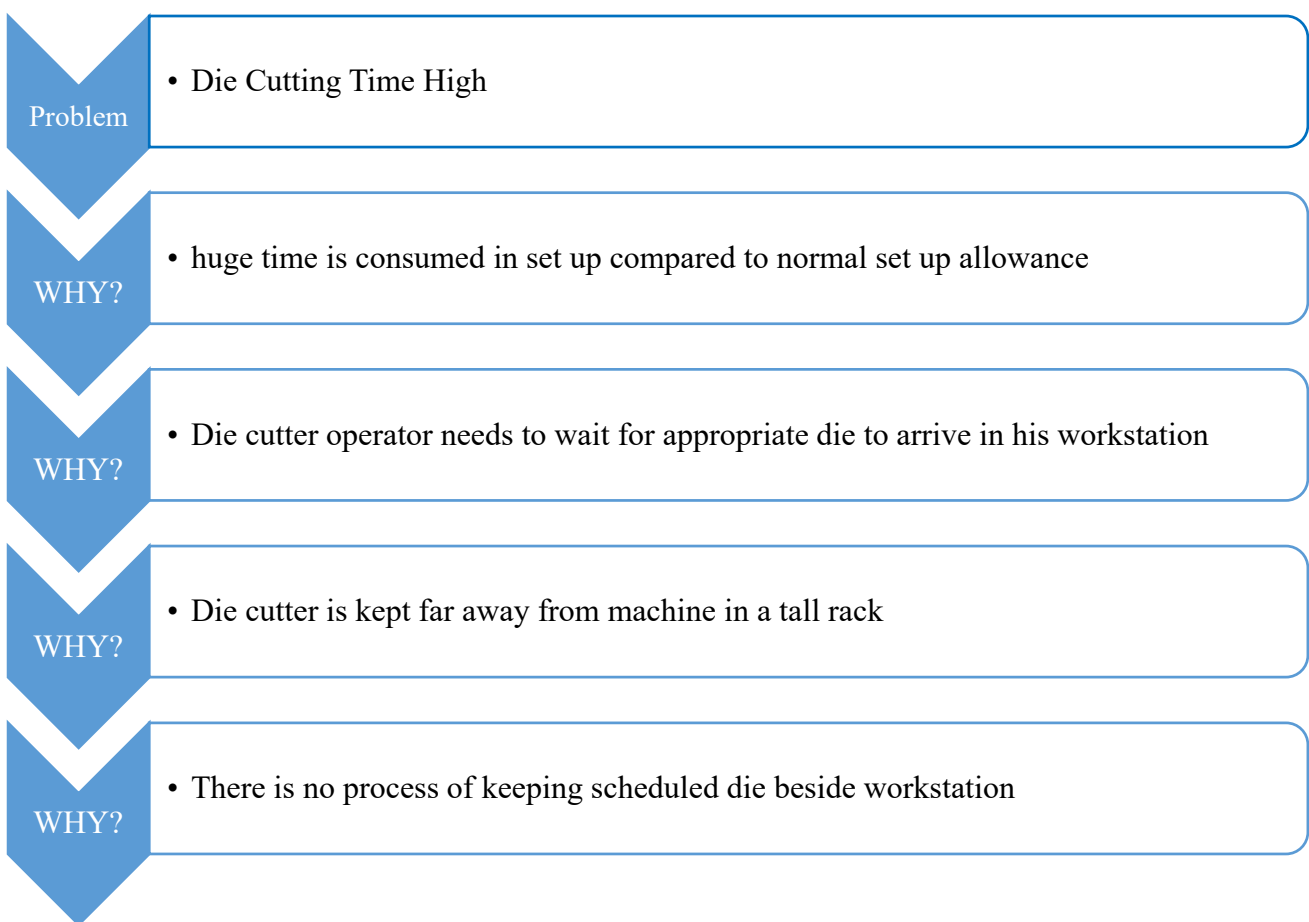 Problem
• Die Cutting Time High
WHY?
• huge time is consumed in set up compared to normal set up allowance
WHY?
• Die cutter operator needs to wait for appropriate die to arrive in his workstation
WHY?
• Die cutter is kept far away from machine in a tall rack
WHY?
• There is no process of keeping scheduled die beside workstation